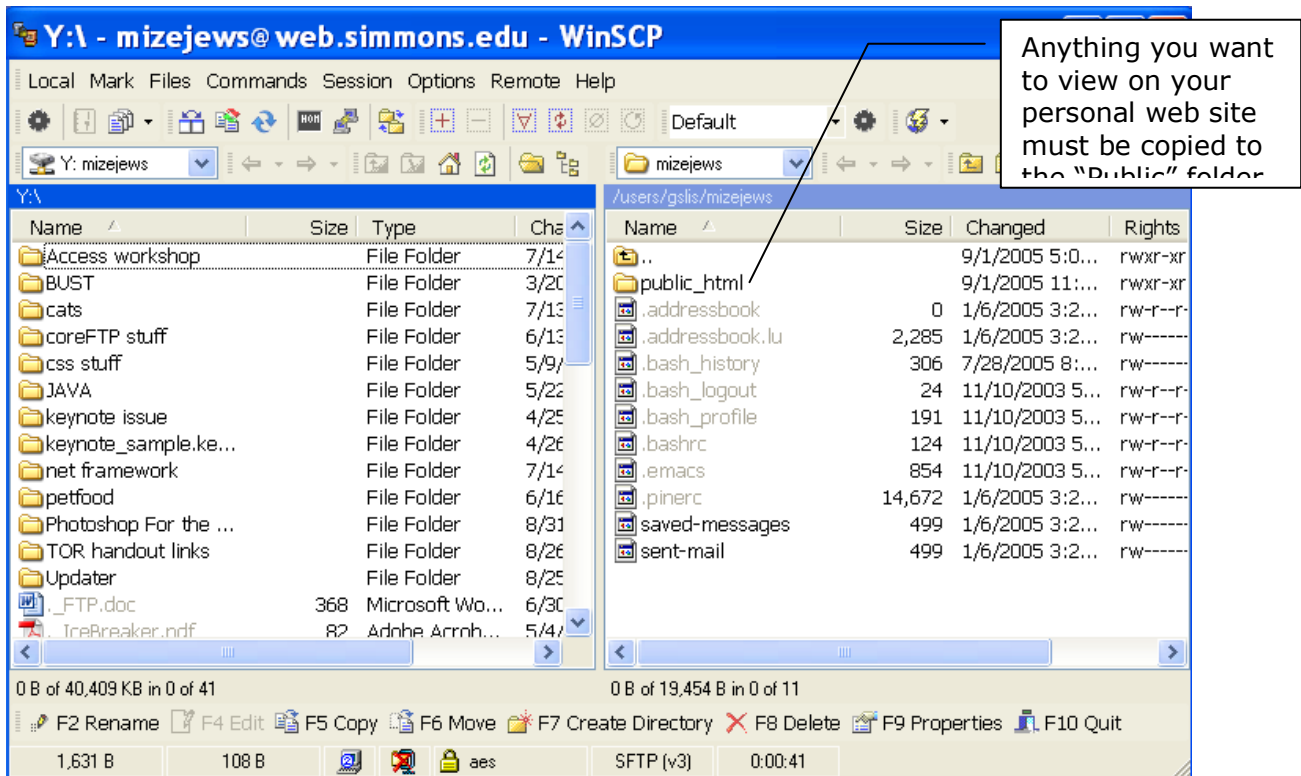 Y:\ - mizejews@web.simmons.edu - WinSCP
Anything you want
to view on your
personal web site
must be copied to
the “Public” folder
Local Mark Files Commands Session Options Remote Help
Default
Y: mizejews
mizejews
Y:\
/users/gslis/mizejews
Name Size Type Cha
Name Size Changed Rights
Access workshop File Folder 7/14
.. 9/1/2005 5:0... rwxr-xr
BUST File Folder 3/20
public_html 9/1/2005 11:... rwxr-xr
cats File Folder 7/13
.addressbook 0 1/6/2005 3:2... rw-r--r-
coreFTP stuff File Folder 6/13
.addressbook.lu 2,285 1/6/2005 3:2... rw------
css stuff File Folder 5/9/
.bash_history 306 7/28/2005 8:... rw------
JAVA File Folder 5/22
.bash_logout 24 11/10/2003 5... rw-r--r-
keynote issue File Folder 4/25
.bash_profile 191 11/10/2003 5... rw-r--r-
keynote_sample.ke... File Folder 4/26
.bashrc 124 11/10/2003 5... rw-r--r-
net framework File Folder 7/14
.emacs 854 11/10/2003 5... rw-r--r-
petfood File Folder 6/16
.pinerc 14,672 1/6/2005 3:2... rw------
Photoshop For the ... File Folder 8/31
saved-messages 499 1/6/2005 3:2... rw------
TOR handout links File Folder 8/26
sent-mail 499 1/6/2005 3:2... rw------
Updater File Folder 8/25
._FTP.doc 368 Microsoft Wo... 6/30
._IceBreaker.pdf 82 Adobe Acrob... 5/4/
0 B of 40,409 KB in 0 of 41
0 B of 19,454 B in 0 of 11
F2 Rename F4 Edit F5 Copy F6 Move F7 Create Directory F8 Delete F9 Properties F10 Quit
1,631 B 108 B aes SFTP (v3) 0:00:41